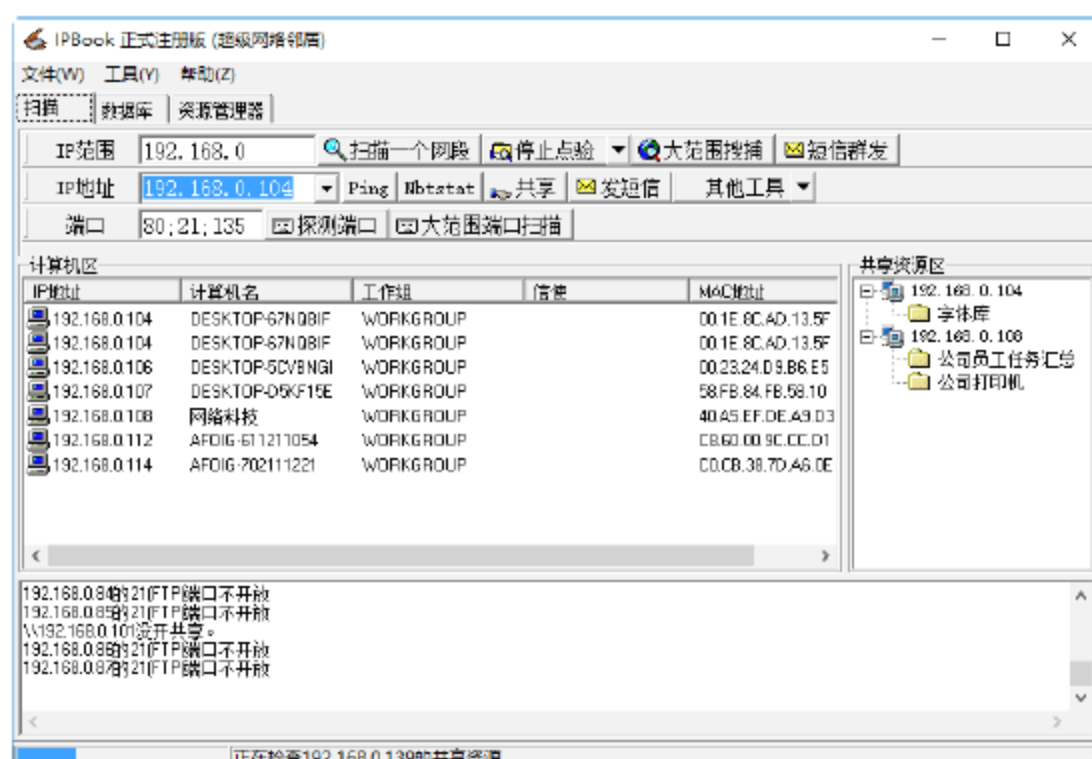 IPBook 正式注册版 (超级网络邻居)
文件(W) 工具(Y) 帮助(Z)
扫描 数据库 资源管理器
IP范围 192.168.0 扫描一个网段 停止点验 大范围搜捕 短信群发
IP地址 192.168.0.104 Ping Nbtstat 共享 发短信 其他工具
端口 80;21;135 探测端口 大范围端口扫描
计算机区 共享资源区
IP地址 计算机名 工作组 信使 MAC地址
192.168.0.104 DESKTOP-67NQBIF WORKGROUP 00.1E.8C.AD.13.5F
192.168.0.104 DESKTOP-67NQBIF WORKGROUP 00.1E.8C.AD.13.5F
192.168.0.106 DESKTOP-5CV8NGI WORKGROUP 00.23.24.D9.B6.E5
192.168.0.107 DESKTOP-D5KF15E WORKGROUP 58.FB.84.FB.58.10
192.168.0.108 网络科技 WORKGROUP 40.A5.EF.DE.A9.D3
192.168.0.112 AFOIG-611211054 WORKGROUP
192.168.0.114 AFOIG-702111221 WORKGROUP
192.168.0.104
字体库
192.168.0.108
公司员工任务汇总
公司打印机
192.168.0.84的21(FTP)端口不开放
192.168.0.85的21(FTP)端口不开放
\\192.168.0.101没开共享。
192.168.0.86的21(FTP)端口不开放
192.168.0.87的21(FTP)端口不开放
正在检查192.168.0.139的共享资源